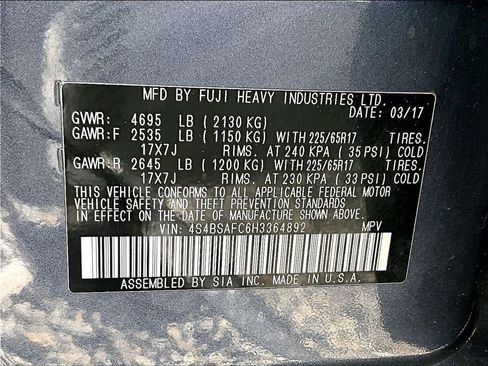 MFD BY FUJI HEAVY INDUSTRIES LTD.
DATE: 03/17
GVWR: 4695 LB ( 2130 KG)
GAWR:F 2535 LB ( 1150 KG) WITH 225/65R17 TIRES.
17X7J RIMS. AT 240 KPA ( 35 PSI) COLD
GAWR:R 2645 LB ( 1200 KG) WITH 225/65R17 TIRES.
17X7J RIMS. AT 230 KPA ( 33 PSI) COLD
THIS VEHICLE CONFORMS TO ALL APPLICABLE FEDERAL MOTOR
VEHICLE SAFETY AND THEFT PREVENTION STANDARDS
IN EFFECT ON THE DATE OF MANUFACTURE SHOWN ABOVE.
VIN: 4S4BSAFC6H3364892 MPV
ASSEMBLED BY SIA INC. MADE IN U.S.A.